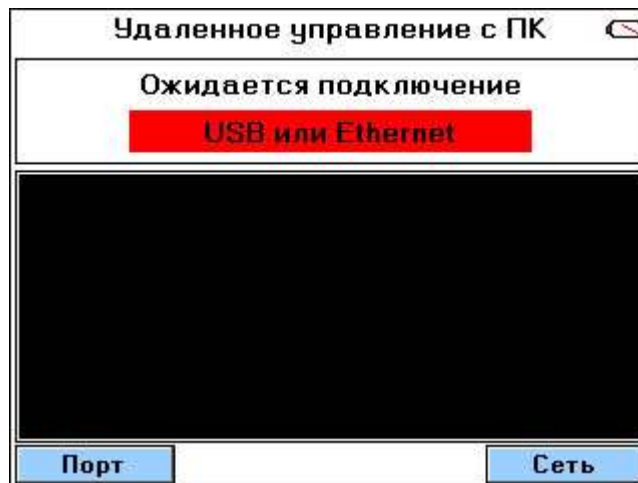 Удаленное управление с ПК
Ожидается подключение
USB или Ethernet
Порт
Сеть